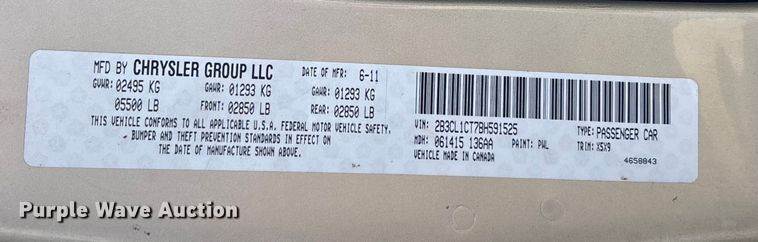 MFD BY CHRYSLER GROUP LLC DATE OF MFR: 6-11
GVWR: 02495 KG GAWR: 01293 KG GAWR: 01293 KG
05500 LB FRONT: 02850 LB REAR: 02850 LB
THIS VEHICLE CONFORMS TO ALL APPLICABLE U.S.A. FEDERAL MOTOR VEHICLE SAFETY,
BUMPER AND THEFT PREVENTION STANDARDS IN EFFECT ON
THE DATE OF MANUFACTURE SHOWN ABOVE.
VIN: 2B3CL1CT7BH591525 TYPE: PASSENGER CAR
MDH: 061415 136AA PAINT: PWL TRIM: X5X9
VEHICLE MADE IN CANADA 4658843
Purple Wave Auction